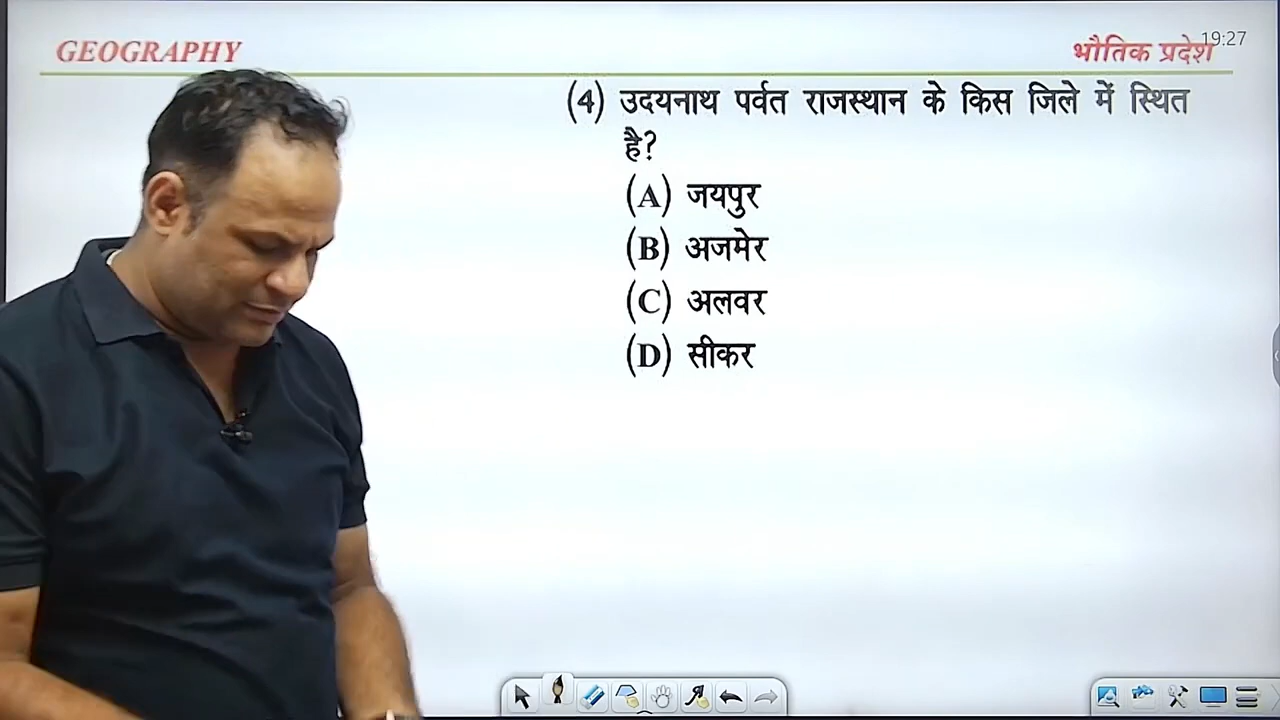 GEOGRAPHY
भौतिक प्रदेश
19:27
(4) उदयनाथ पर्वत राजस्थान के किस जिले में स्थित
है?
(A) जयपुर
(B) अजमेर
(C) अलवर
(D) सीकर